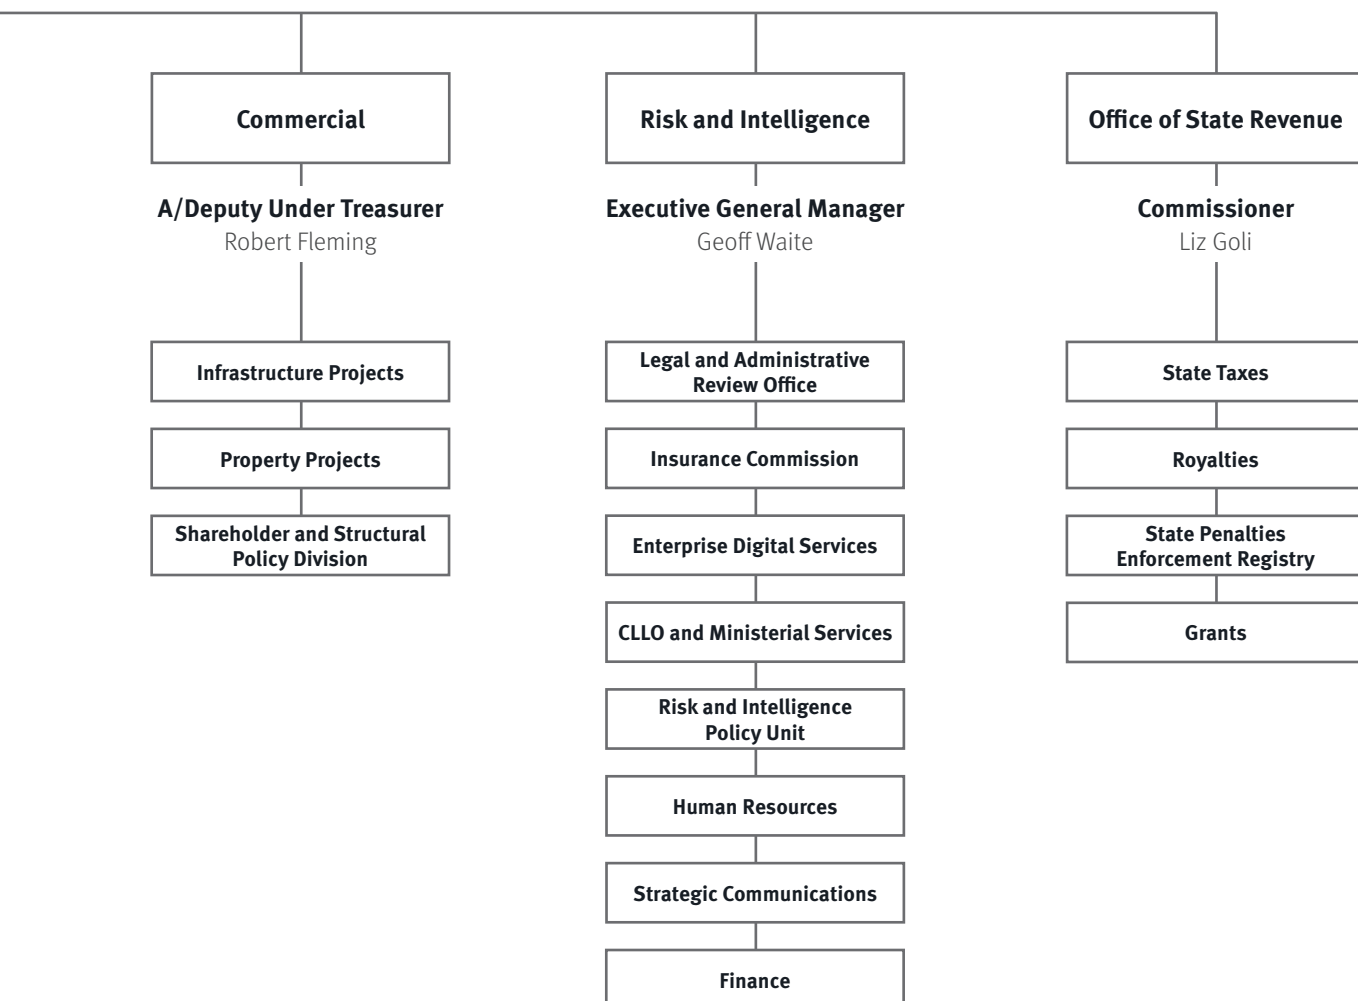 Commercial
A/Deputy Under Treasurer
Robert Fleming
Infrastructure Projects
Property Projects
Shareholder and Structural
Policy Division
Risk and Intelligence
Executive General Manager
Geoff Waite
Legal and Administrative
Review Office
Insurance Commission
Enterprise Digital Services
CLLO and Ministerial Services
Risk and Intelligence
Policy Unit
Human Resources
Strategic Communications
Finance
Office of State Revenue
Commissioner
Liz Goli
State Taxes
Royalties
State Penalties
Enforcement Registry
Grants